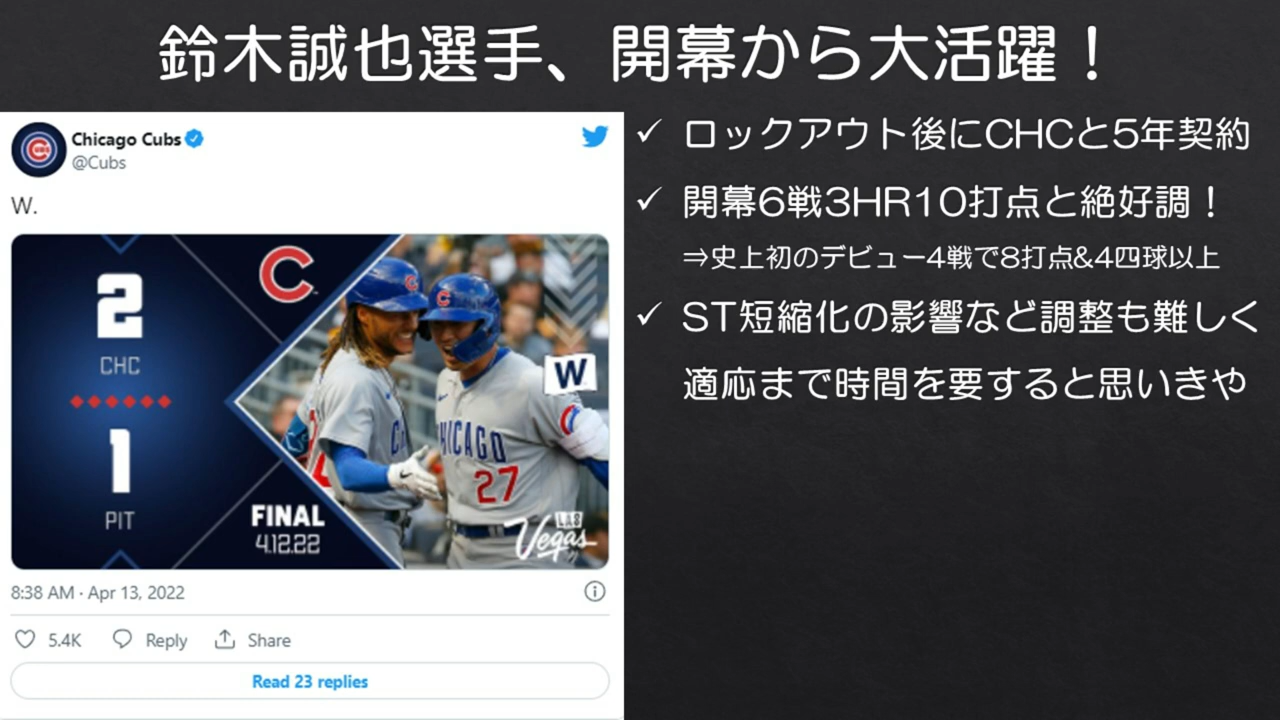 鈴木誠也選手、開幕から大活躍！
Chicago Cubs
@Cubs
W.
2
CHC
1
PIT
C
FINAL
4.12.22
W
CHICAGO
27
LAS
Vegas
8:38 AM · Apr 13, 2022
5.4K Reply Share
Read 23 replies
✓ ロックアウト後にCHCと5年契約
✓ 開幕6戦3HR10打点と絶好調！
⇒史上初のデビュー4戦で8打点&4四球以上
✓ ST短縮化の影響など調整も難しく
適応まで時間を要すると思いきや